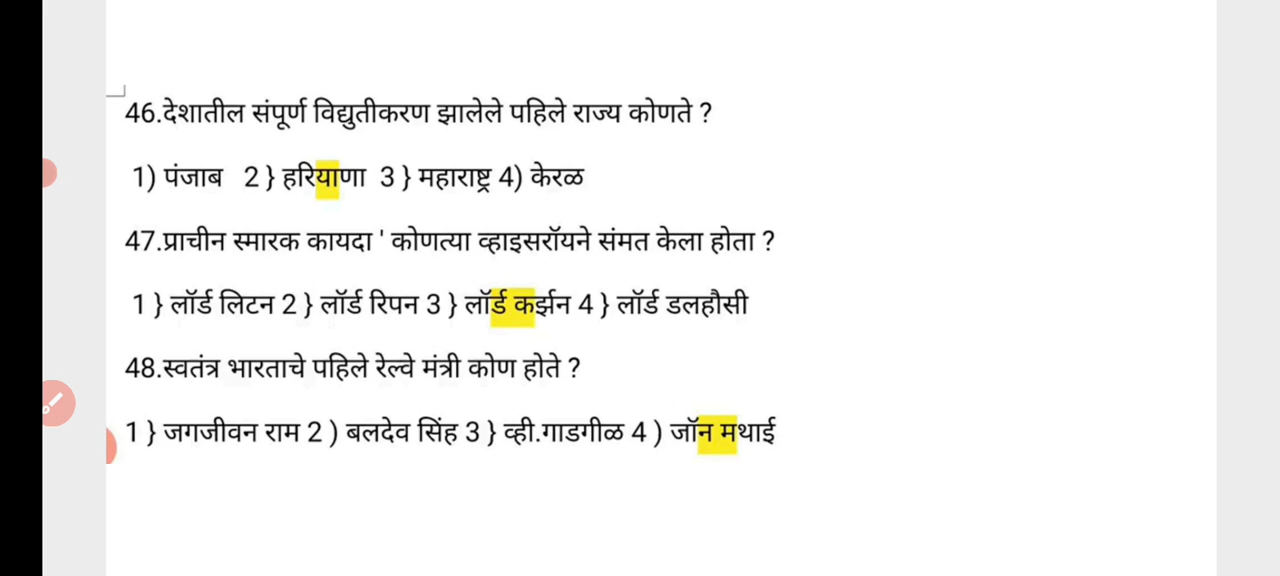 46.देशातील संपूर्ण विद्युतीकरण झालेले पहिले राज्य कोणते ?
1) पंजाब 2 } हरियाणा 3 } महाराष्ट्र 4) केरळ
47.प्राचीन स्मारक कायदा ' कोणत्या व्हाइसरॉयने संमत केला होता ?
1 } लॉर्ड लिटन 2 } लॉर्ड रिपन 3 } लॉर्ड कर्झन 4 } लॉर्ड डलहौसी
48.स्वतंत्र भारताचे पहिले रेल्वे मंत्री कोण होते ?
1 } जगजीवन राम 2 ) बलदेव सिंह 3 } व्ही.गाडगीळ 4 ) जॉन मथाई